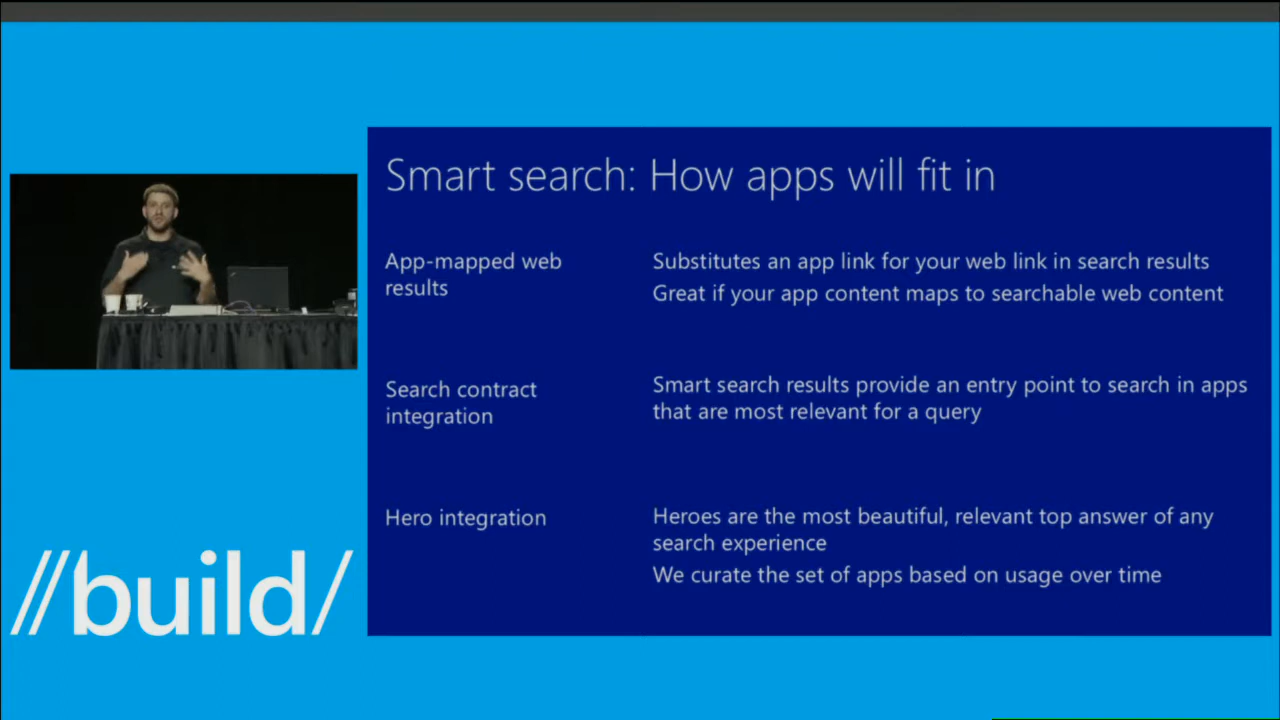 Smart search: How apps will fit in
App-mapped web
results
Substitutes an app link for your web link in search results
Great if your app content maps to searchable web content
Search contract
integration
Smart search results provide an entry point to search in apps
that are most relevant for a query
Hero integration
Heroes are the most beautiful, relevant top answer of any
search experience
We curate the set of apps based on usage over time
//build/